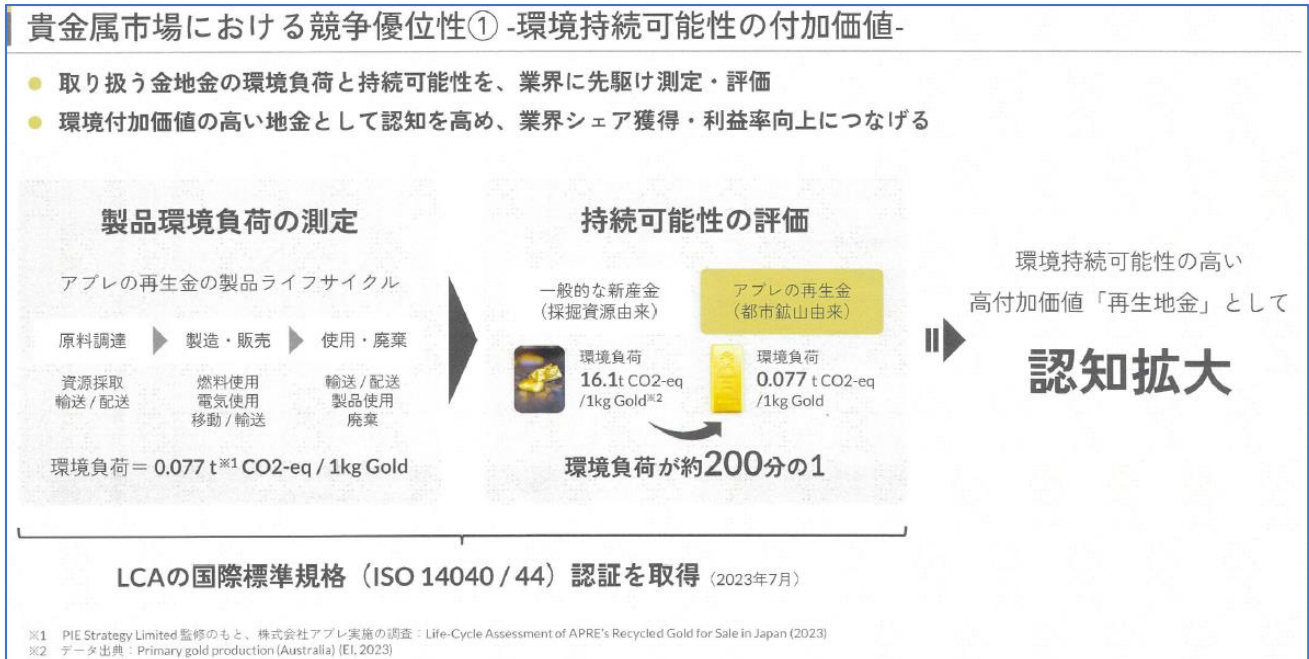 貴金属市場における競争優位性① -環境持続可能性の付加価値-
● 取り扱う金地金の環境負荷と持続可能性を、業界に先駆け測定・評価
● 環境付加価値の高い地金として認知を高め、業界シェア獲得・利益率向上につなげる
製品環境負荷の測定
アプレの再生金の製品ライフサイクル
原料調達
製造・販売
使用・廃棄
資源採取
輸送 / 配送
燃料使用
電気使用
移動 / 輸送
輸送 / 配送
製品使用
廃棄
環境負荷＝ 0.077 t※1 CO2-eq / 1kg Gold
持続可能性の評価
一般的な新産金
（採掘資源由来）
アプレの再生金
（都市鉱山由来）
環境負荷
16.1t CO2-eq
/1kg Gold※2
環境負荷
0.077 t CO2-eq
/1kg Gold
環境負荷が約200分の1
環境持続可能性の高い
高付加価値「再生地金」として
認知拡大
LCAの国際標準規格（ISO 14040 / 44）認証を取得（2023年7月）
※1 PIE Strategy Limited 監修のもと、株式会社アプレ実施の調査：Life-Cycle Assessment of APRE's Recycled Gold for Sale in Japan (2023)
※2 データ出典：Primary gold production (Australia) (EI, 2023)